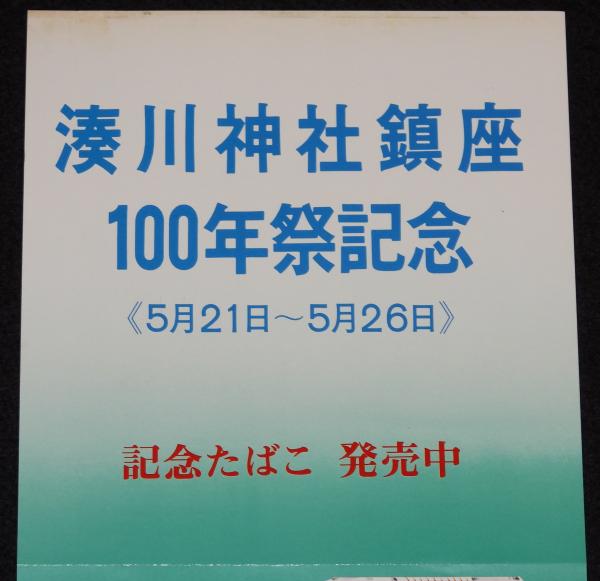 湊川神社鎮座
100年祭記念
《5月21日～5月26日》
記念たばこ 発売中